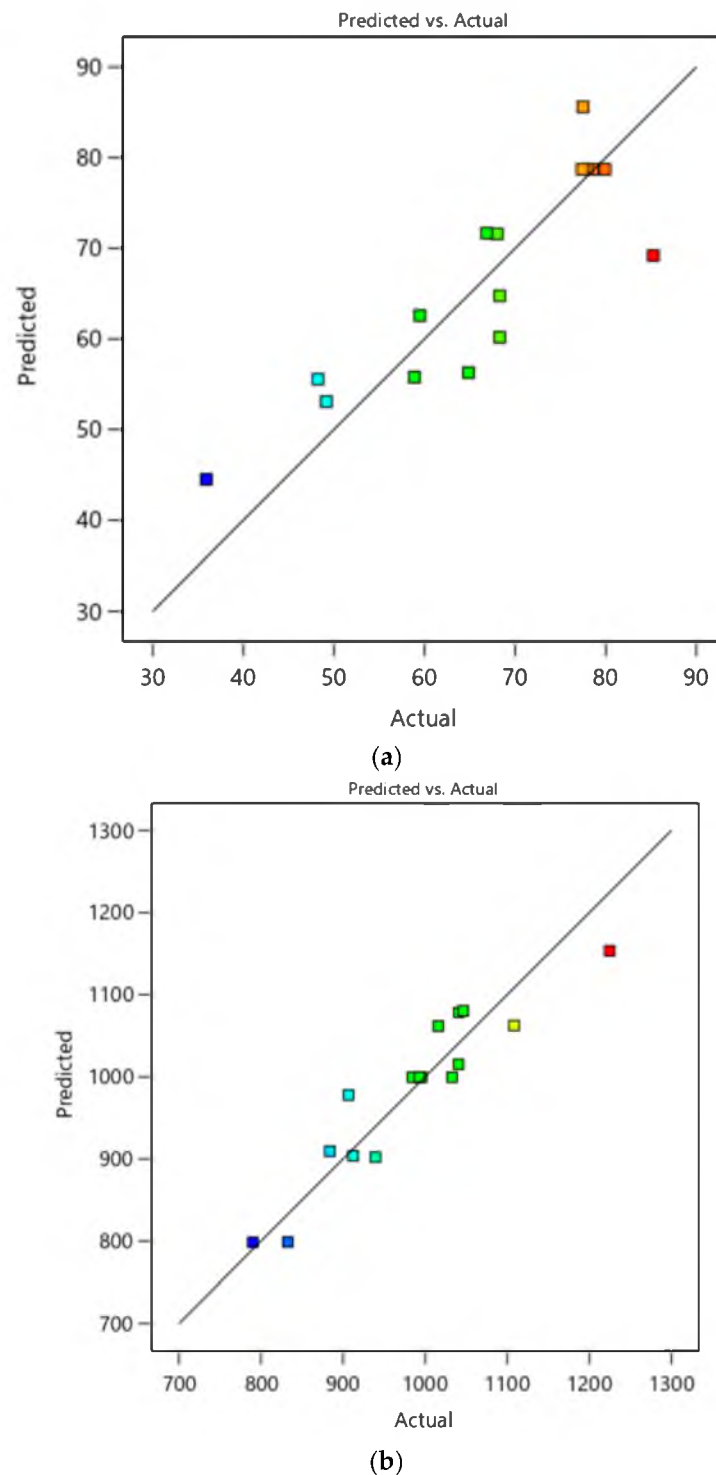 Predicted vs. Actual
90
80
70
60
50
40
30
Predicted
30 40 50 60 70 80 90
Actual
(a)
Predicted vs. Actual
1300
1200
1100
1000
900
800
700
Predicted
700 800 900 1000 1100 1200 1300
Actual
(b)